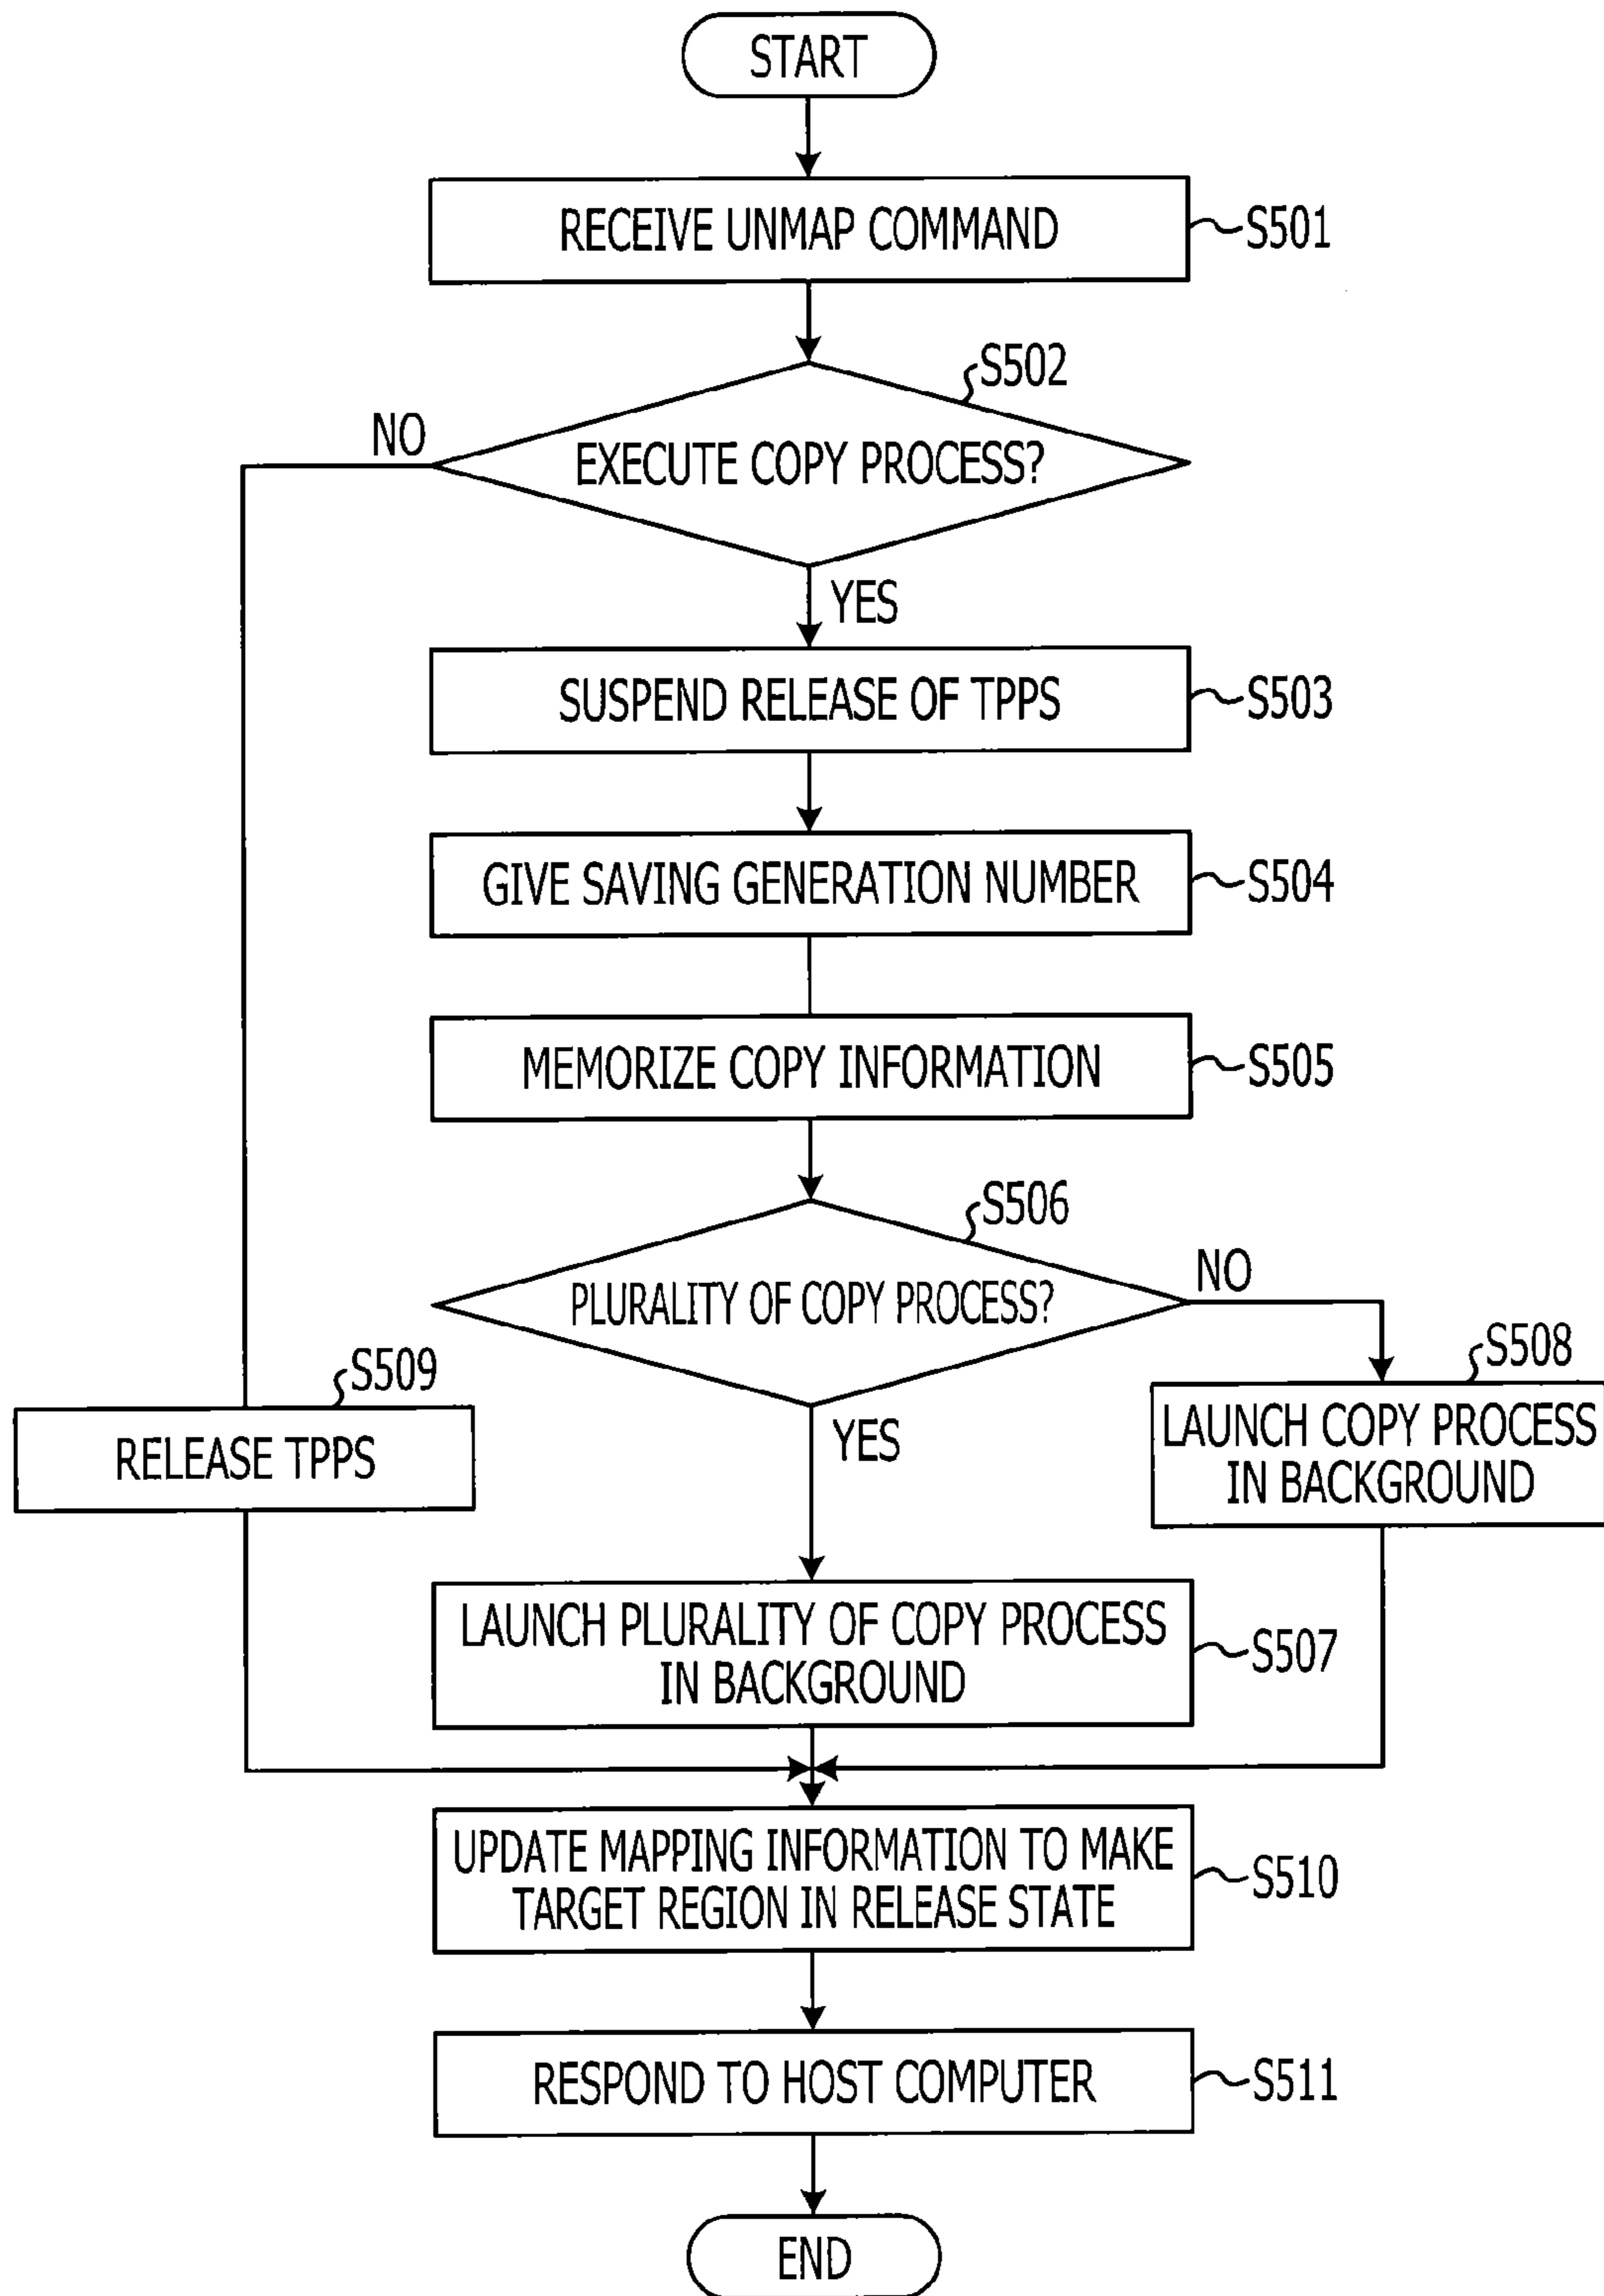 START
RECEIVE UNMAP COMMAND
S501
S502
NO
EXECUTE COPY PROCESS?
YES
SUSPEND RELEASE OF TPPS
S503
GIVE SAVING GENERATION NUMBER
S504
MEMORIZE COPY INFORMATION
S505
S506
NO
PLURALITY OF COPY PROCESS?
S508
S509
LAUNCH COPY PROCESS
IN BACKGROUND
YES
RELEASE TPPS
LAUNCH PLURALITY OF COPY PROCESS
IN BACKGROUND
S507
UPDATE MAPPING INFORMATION TO MAKE
TARGET REGION IN RELEASE STATE
S510
RESPOND TO HOST COMPUTER
S511
END